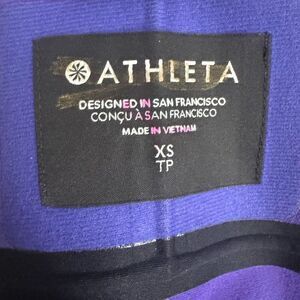 ATHLETA
DESIGNED IN SAN FRANCISCO
CONÇU À SAN FRANCISCO
MADE IN VIETNAM
XS
TP